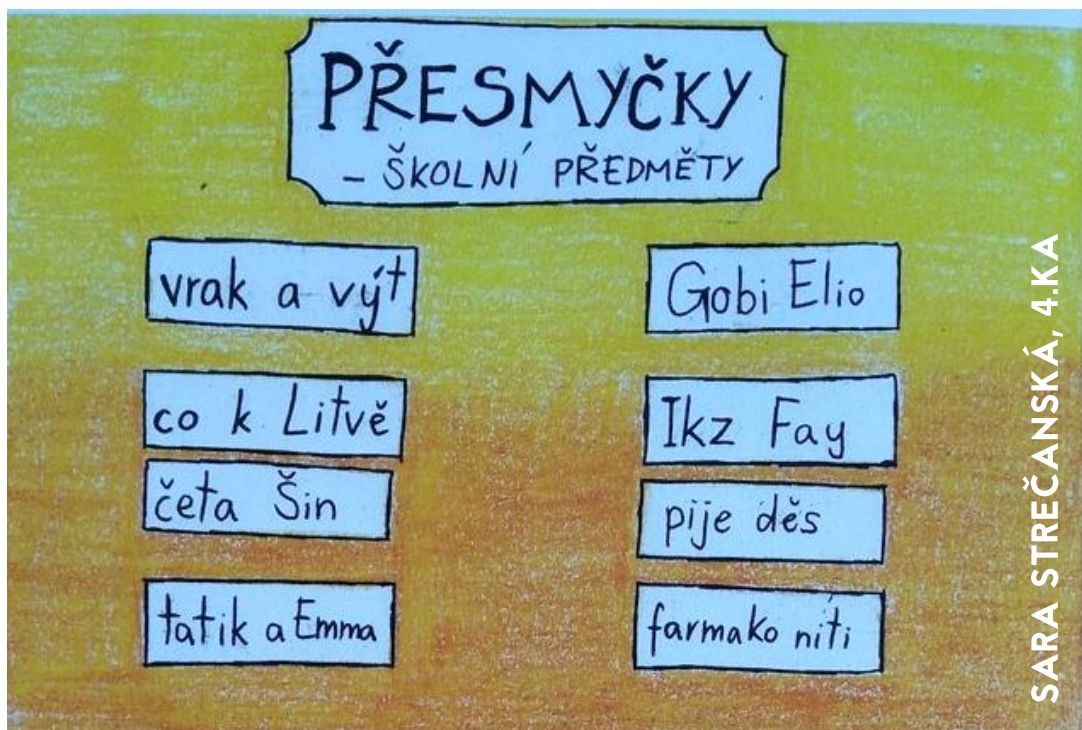 PŘESMYČKY
- ŠKOLNÍ PŘEDMĚTY
vrak a výt
co k Litvě
četa Šin
tatik a Emma
Gobi Elio
Ikz Fay
pije děs
farmako níti
SARA STREČANSKÁ, 4.KA